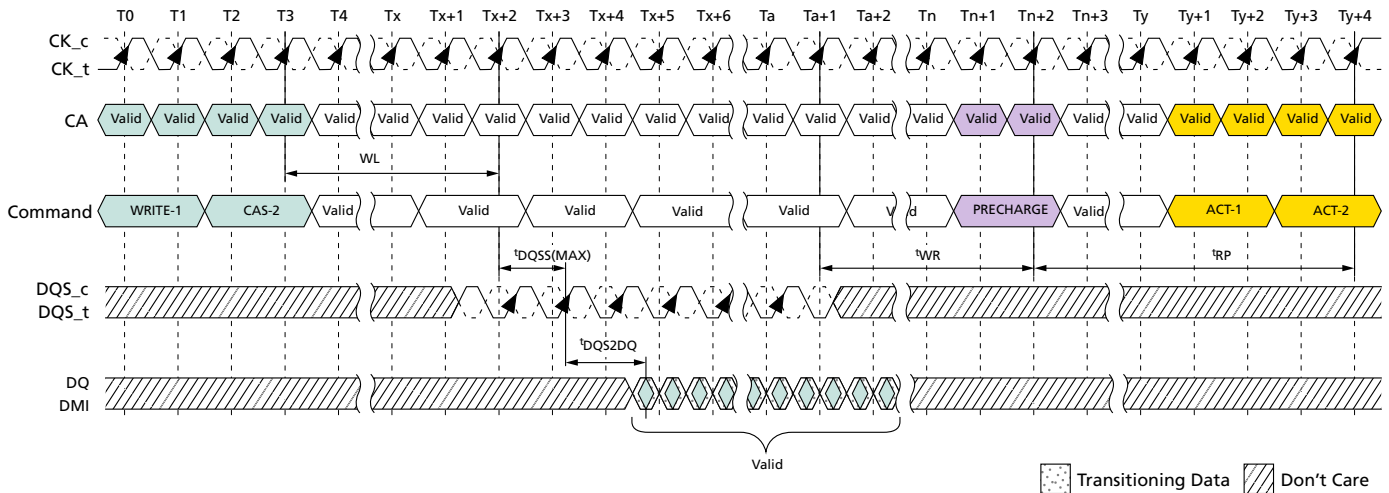 T0 T1 T2 T3 T4 Tx Tx+1 Tx+2 Tx+3 Tx+4 Tx+5 Tx+6 Ta Ta+1 Ta+2 Tn Tn+1 Tn+2 Tn+3 Ty Ty+1 Ty+2 Ty+3 Ty+4
CK_c
CK_t
CA Valid Valid Valid Valid Valid Valid Valid Valid Valid Valid Valid Valid Valid Valid Valid Valid Valid Valid Valid Valid Valid Valid Valid Valid
WL
Command WRITE-1 CAS-2 Valid Valid Valid Valid Valid PRECHARGE Valid ACT-1 ACT-2
tDQSS(MAX) tWR tRP
DQS_c
DQS_t
tDQS2DQ
DQ
DMI
Valid
Transitioning Data Don't Care